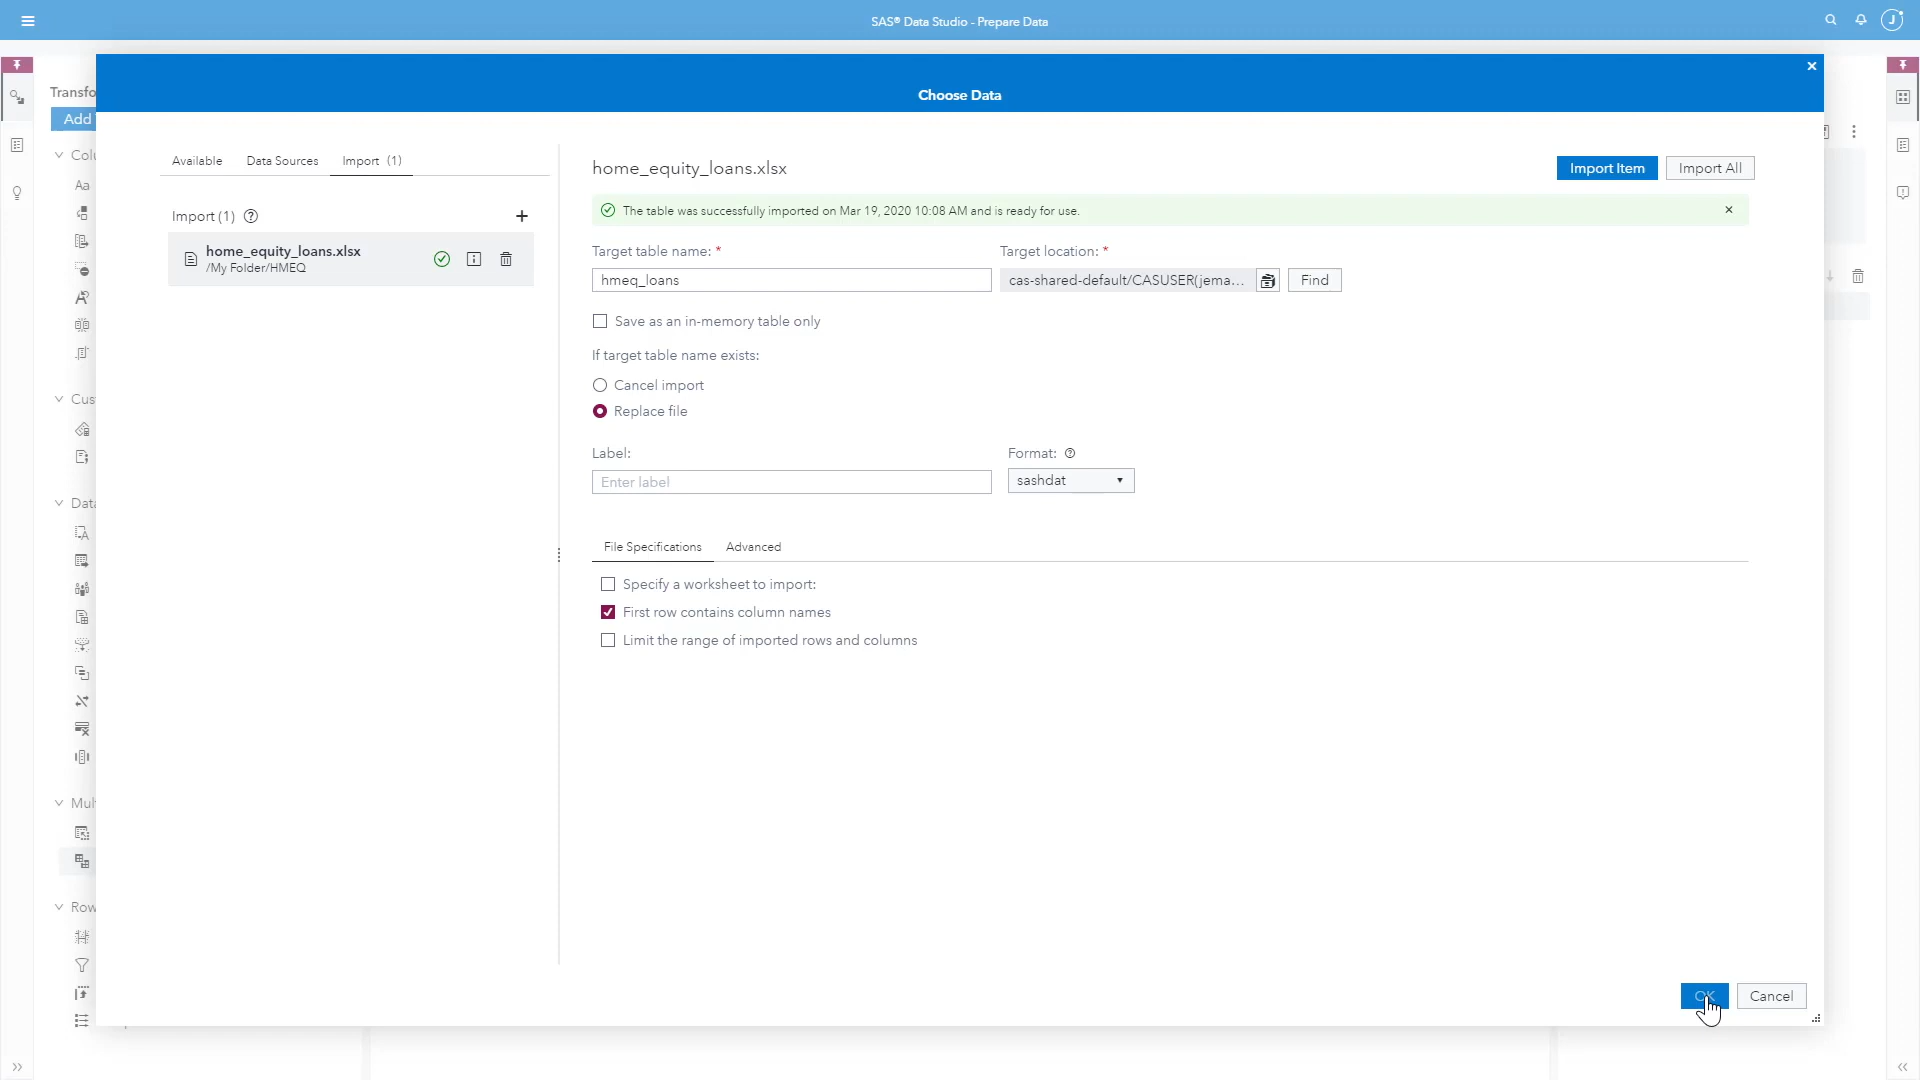 SAS® Data Studio - Prepare Data
J
Choose Data
Transfo
Add
Colu
Aa
Cus
Data
Mul
Row
Available
Data Sources
Import (1)
Import (1)
home_equity_loans.xlsx
/My Folder/HMEQ
home_equity_loans.xlsx
Import Item
Import All
The table was successfully imported on Mar 19, 2020 10:08 AM and is ready for use.
Target table name: *
Target location: *
hmeq_loans
cas-shared-default/CASUSER(jema...
Find
Save as an in-memory table only
If target table name exists:
Cancel import
Replace file
Label:
Format:
Enter label
sashdat
File Specifications
Advanced
Specify a worksheet to import:
First row contains column names
Limit the range of imported rows and columns
OK
Cancel